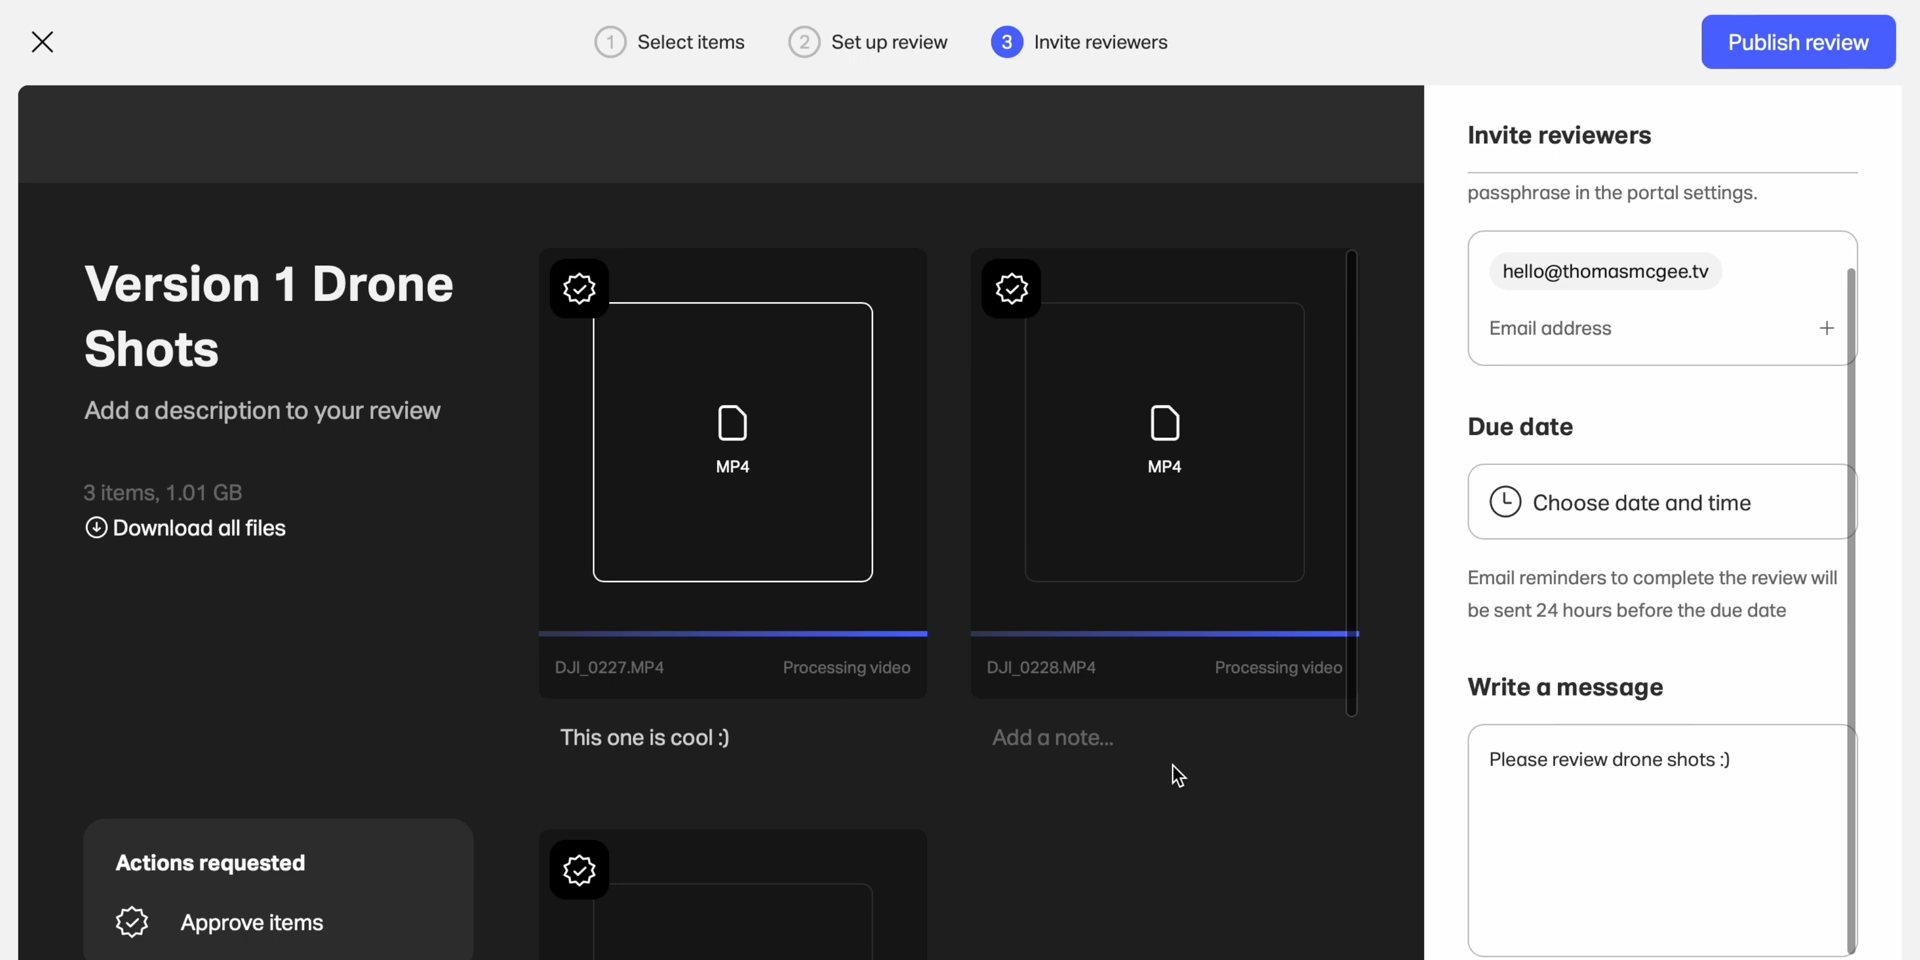 1 Select items
2 Set up review
3 Invite reviewers
Publish review
Version 1 Drone
Shots
Add a description to your review
3 items, 1.01 GB
Download all files
Actions requested
Approve items
MP4
DJI_0227.MP4 Processing video
This one is cool :)
MP4
DJI_0228.MP4 Processing video
Add a note...
Invite reviewers
passphrase in the portal settings.
hello@thomasmcgee.tv
Email address
Due date
Choose date and time
Email reminders to complete the review will
be sent 24 hours before the due date
Write a message
Please review drone shots :)